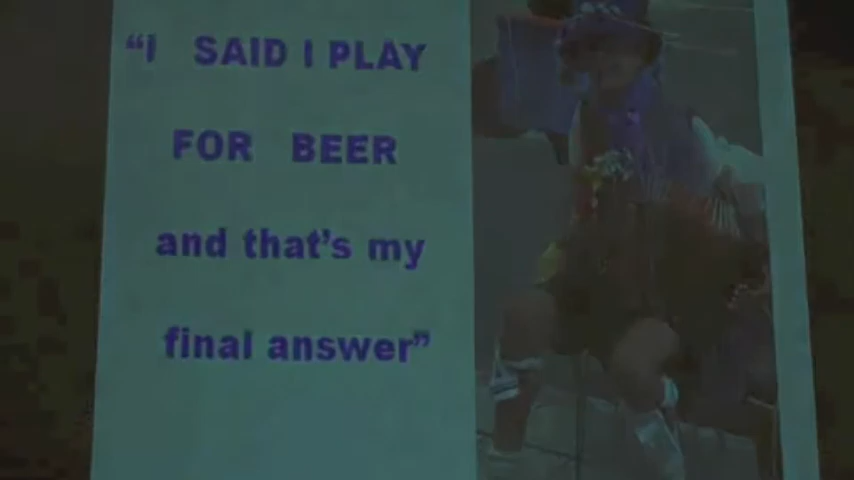 “I SAID I PLAY
FOR BEER
and that’s my
final answer”